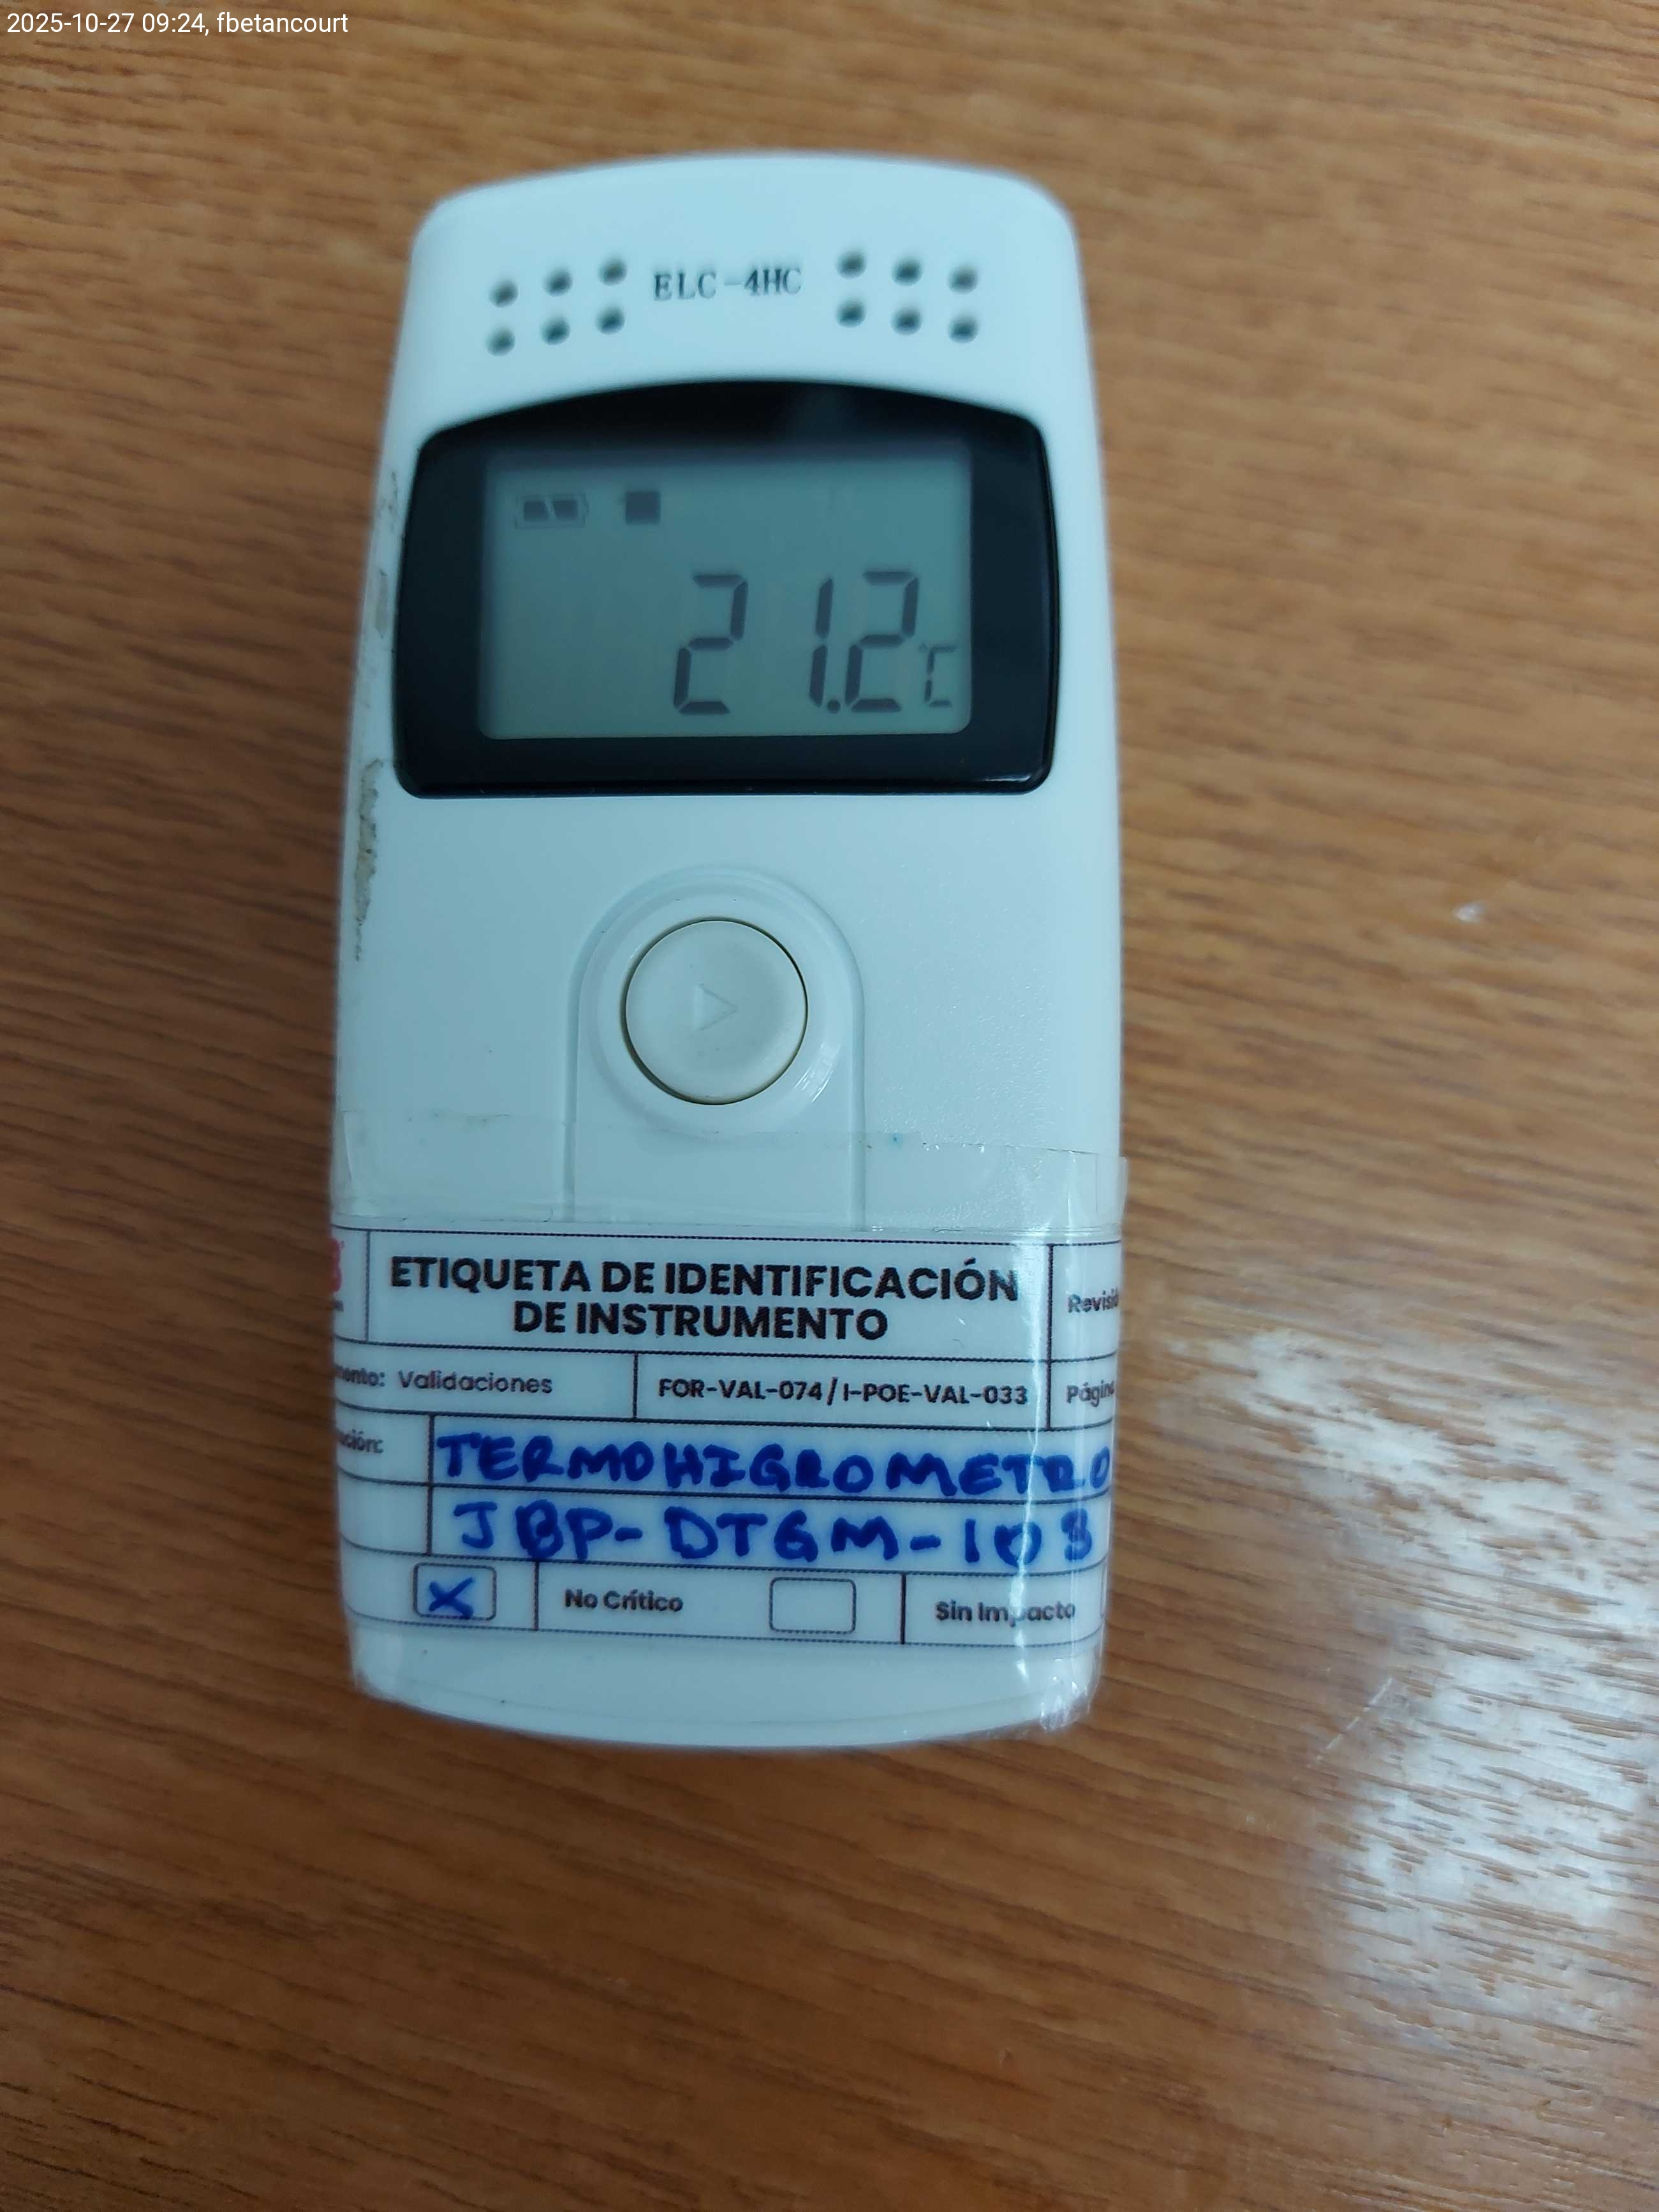 2025-10-27 09:24, fbetancourt
ELC-4HC
21.2°C
ETIQUETA DE IDENTIFICACIÓN
DE INSTRUMENTO
Validaciones
FOR-VAL-074 / I-POE-VAL-033
TERMOHIGROMETRO
JBP-DTGM-103
X No Crítico Sin Impacto